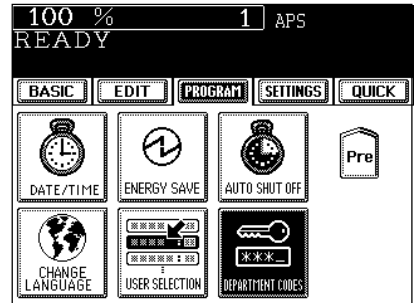 100 % 1 APS
READY
BASIC EDIT PROGRAM SETTINGS QUICK
Pre
DATE/TIME ENERGY SAVE AUTO SHUT OFF
***_
CHANGE
LANGUAGE USER SELECTION DEPARTMENT CODES